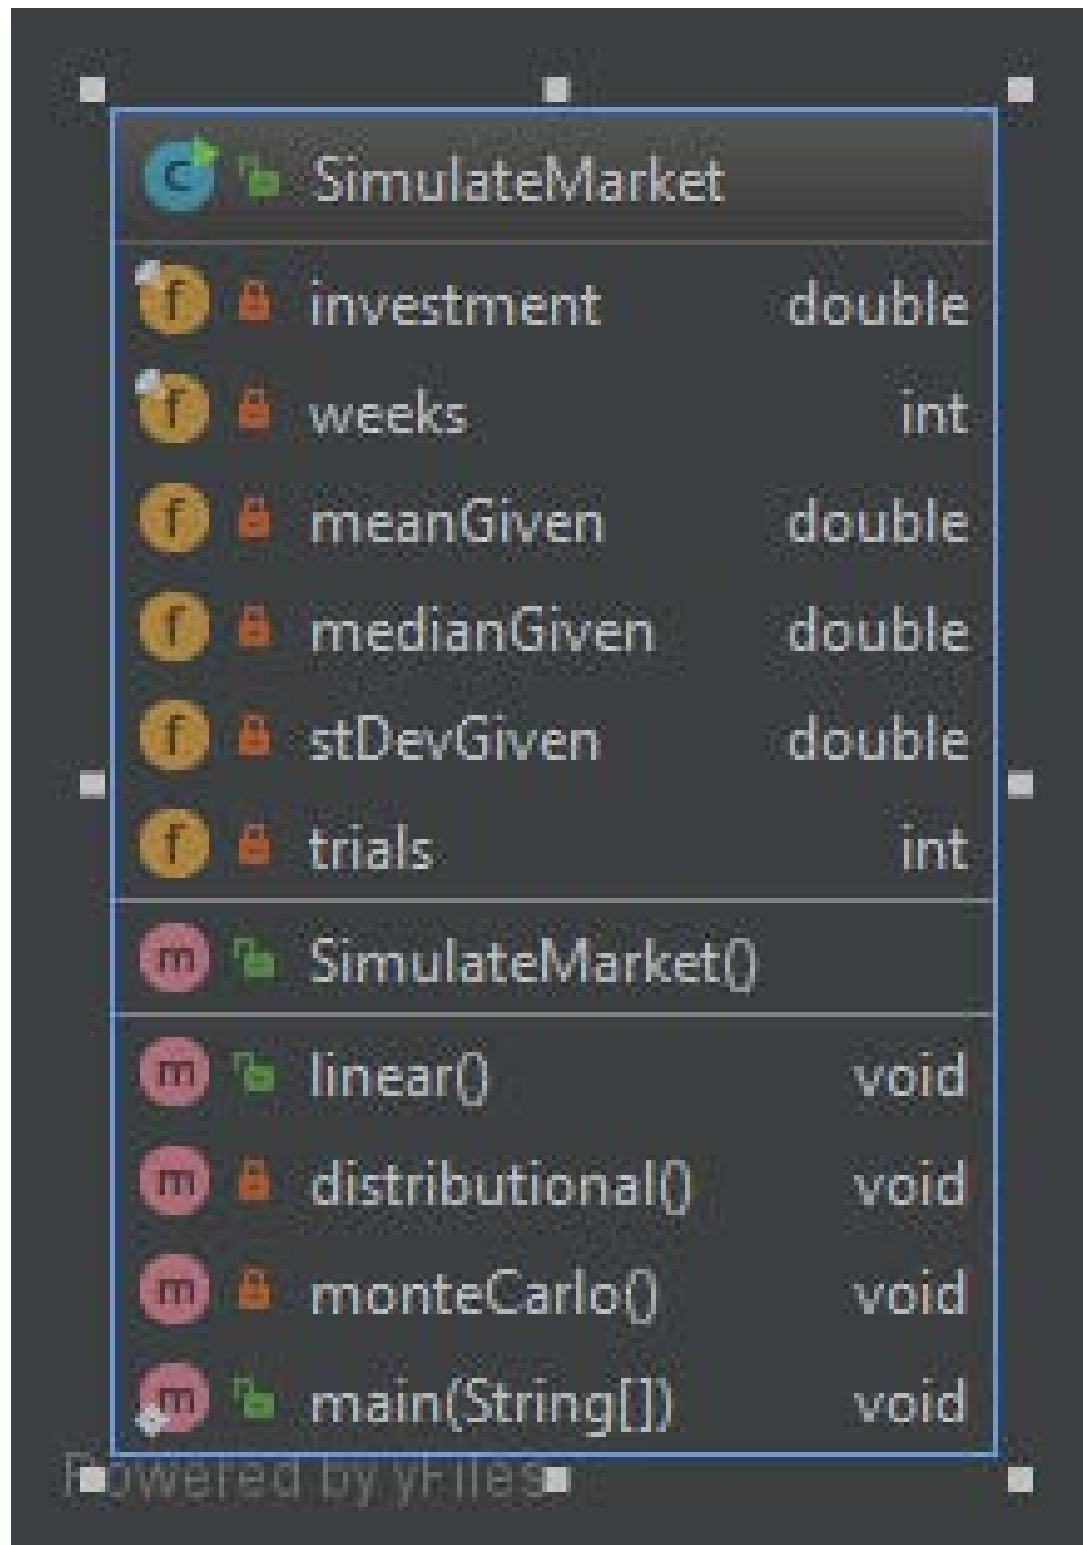 C SimulateMarket
f investment double
f weeks int
f meanGiven double
f medianGiven double
f stDevGiven double
f trials int
m SimulateMarket()
m linear() void
m distributional() void
m monteCarlo() void
m main(String[]) void
Powered by yFiles